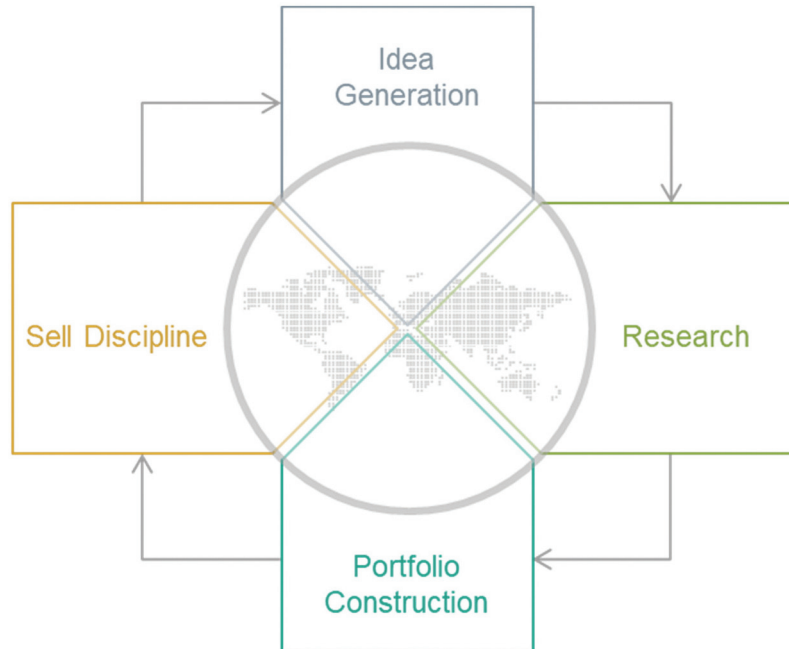 Idea
Generation
Sell Discipline
Research
Portfolio
Construction